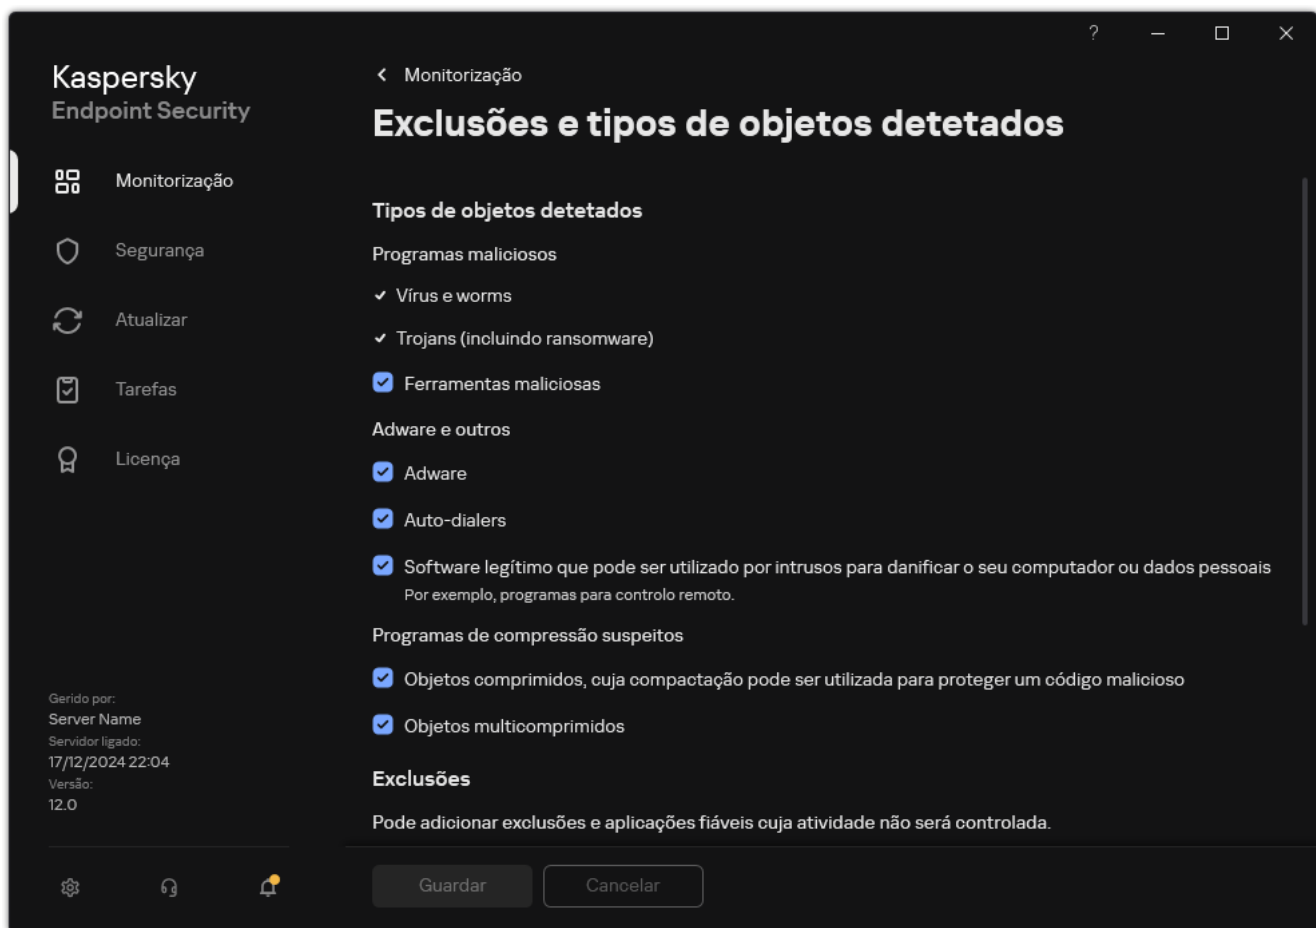 ?
Kaspersky
Endpoint Security
Monitorização
Segurança
Atualizar
Tarefas
Licença
Gerido por:
Server Name
Servidor ligado:
17/12/2024 22:04
Versão:
12.0
Monitorização
Exclusões e tipos de objetos detetados
Tipos de objetos detetados
Programas maliciosos
Vírus e worms
Trojans (incluindo ransomware)
Ferramentas maliciosas
Adware e outros
Adware
Auto-dialers
Software legítimo que pode ser utilizado por intrusos para danificar o seu computador ou dados pessoais
Por exemplo, programas para controlo remoto.
Programas de compressão suspeitos
Objetos comprimidos, cuja compactação pode ser utilizada para proteger um código malicioso
Objetos multicomprimidos
Exclusões
Pode adicionar exclusões e aplicações fiáveis cuja atividade não será controlada.
Guardar
Cancelar